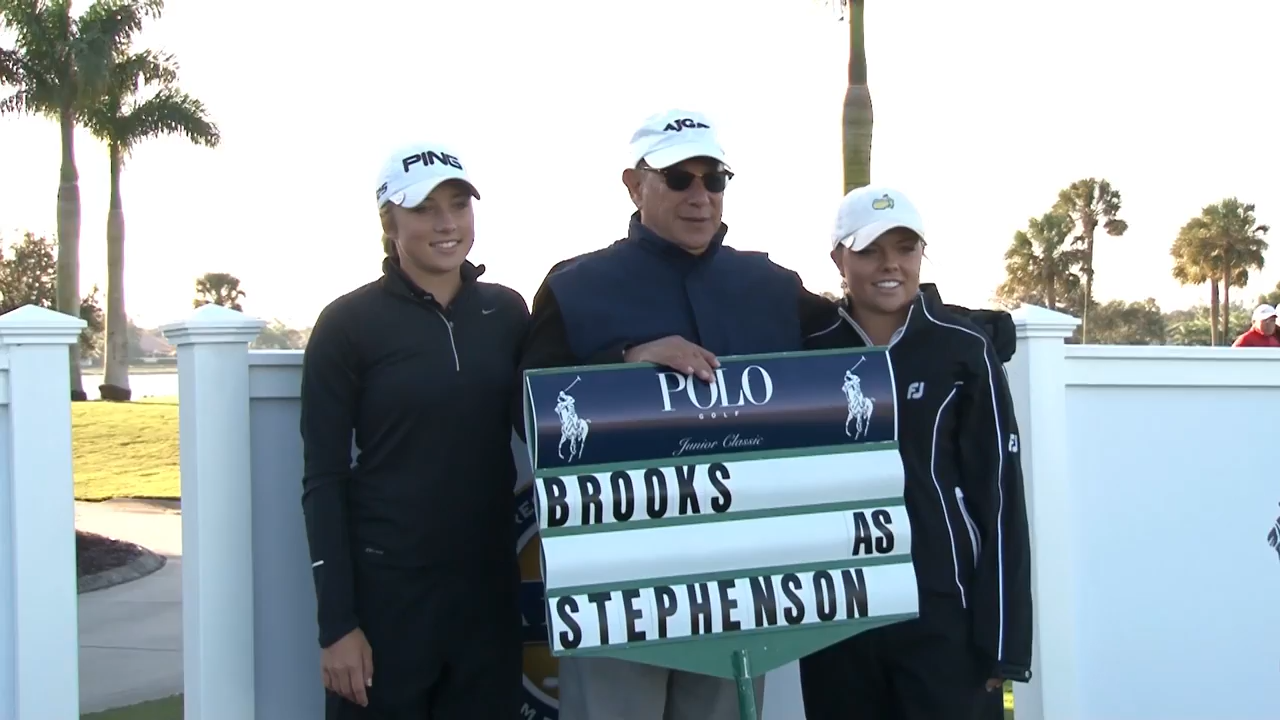 PING
AJGA
FJ
FJ
POLO
GOLF
Junior Classic
BROOKS
AS
STEPHENSON